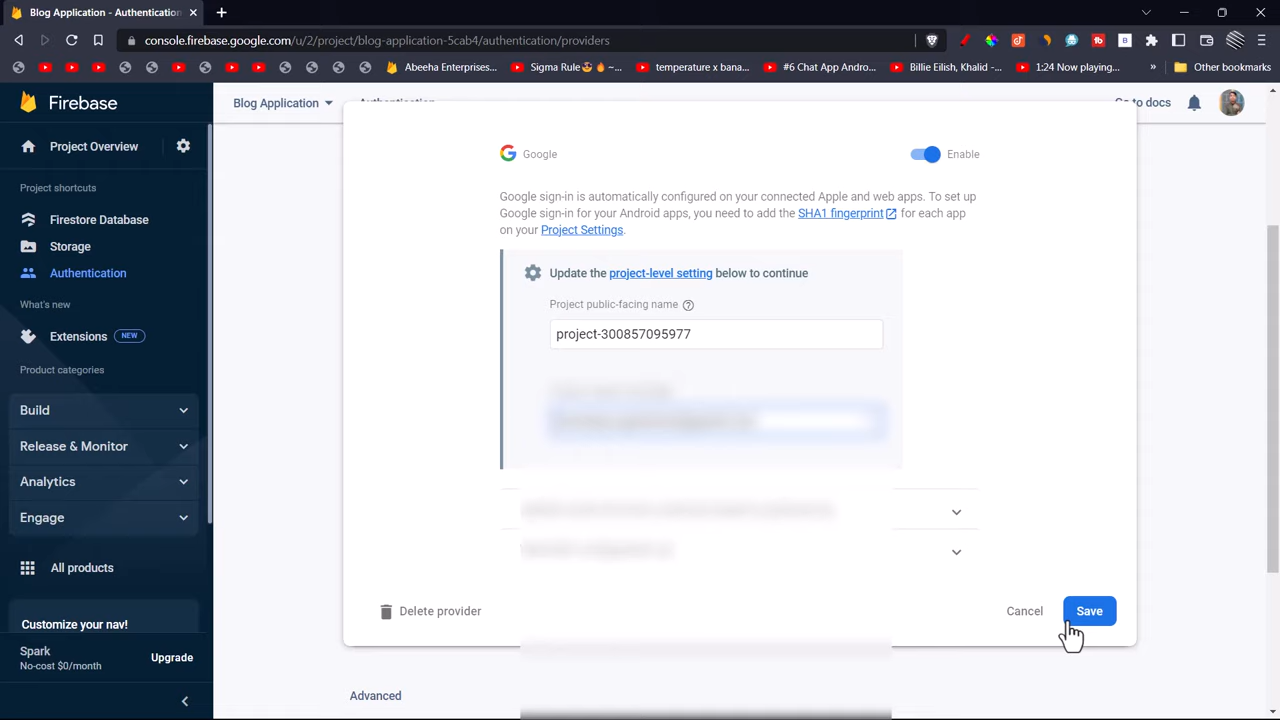 Blog Application - Authentication
console.firebase.google.com/u/2/project/blog-application-5cab4/authentication/providers
Abeeha Enterprises...
Sigma Rule 🗿🔥 ~...
temperature x bana...
#6 Chat App Andro...
Billie Eilish, Khalid -...
1:24 Now playing...
»
Other bookmarks
Firebase
Blog Application
Authentication
Go to docs
Project Overview
Project shortcuts
Firestore Database
Storage
Authentication
What's new
Extensions
NEW
Product categories
Build
Release & Monitor
Analytics
Engage
All products
Customize your nav!
Spark
No-cost $0/month
Upgrade
Google
Enable
Google sign-in is automatically configured on your connected Apple and web apps. To set up
Google sign-in for your Android apps, you need to add the SHA1 fingerprint for each app
on your Project Settings.
Update the project-level setting below to continue
Project public-facing name
project-300857095977
Delete provider
Cancel
Save
Advanced